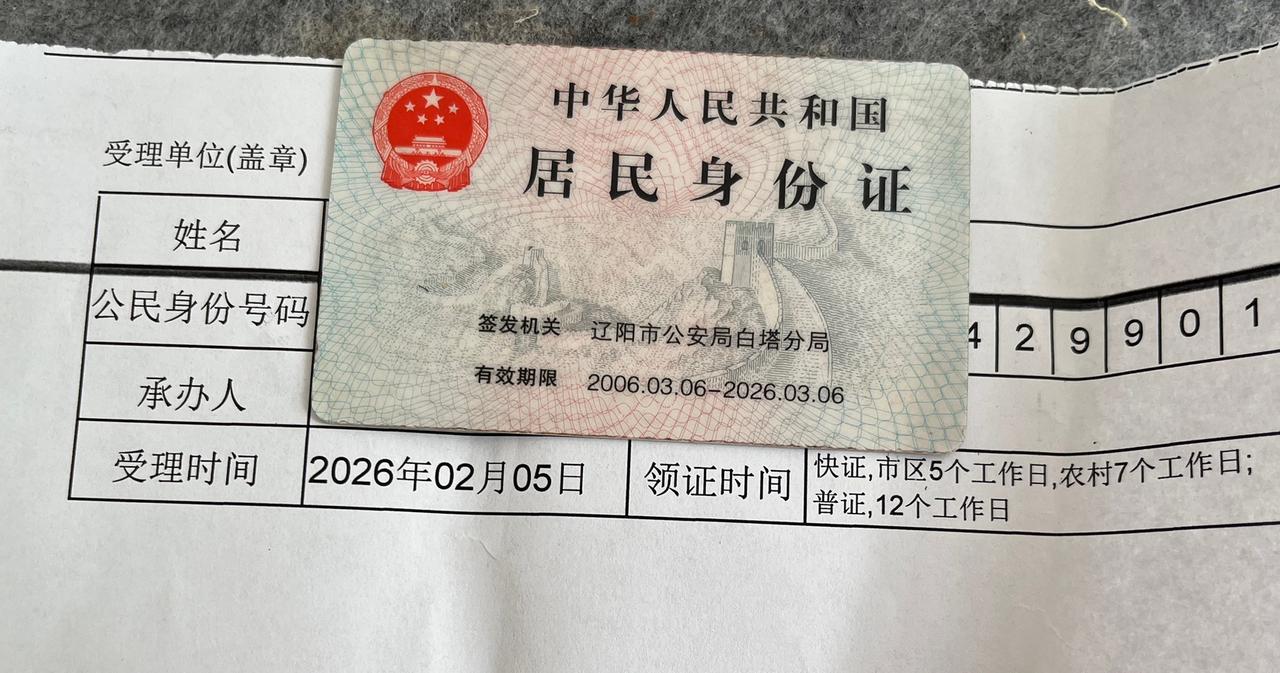 中华人民共和国
居民身份证
签发机关 辽阳市公安局白塔分局
有效期限 2006.03.06-2026.03.06
受理单位(盖章)
姓名
公民身份号码 4 2 9 9 0 1
承办人
受理时间 2026年02月05日 领证时间 快证,市区5个工作日,农村7个工作日;
普证,12个工作日